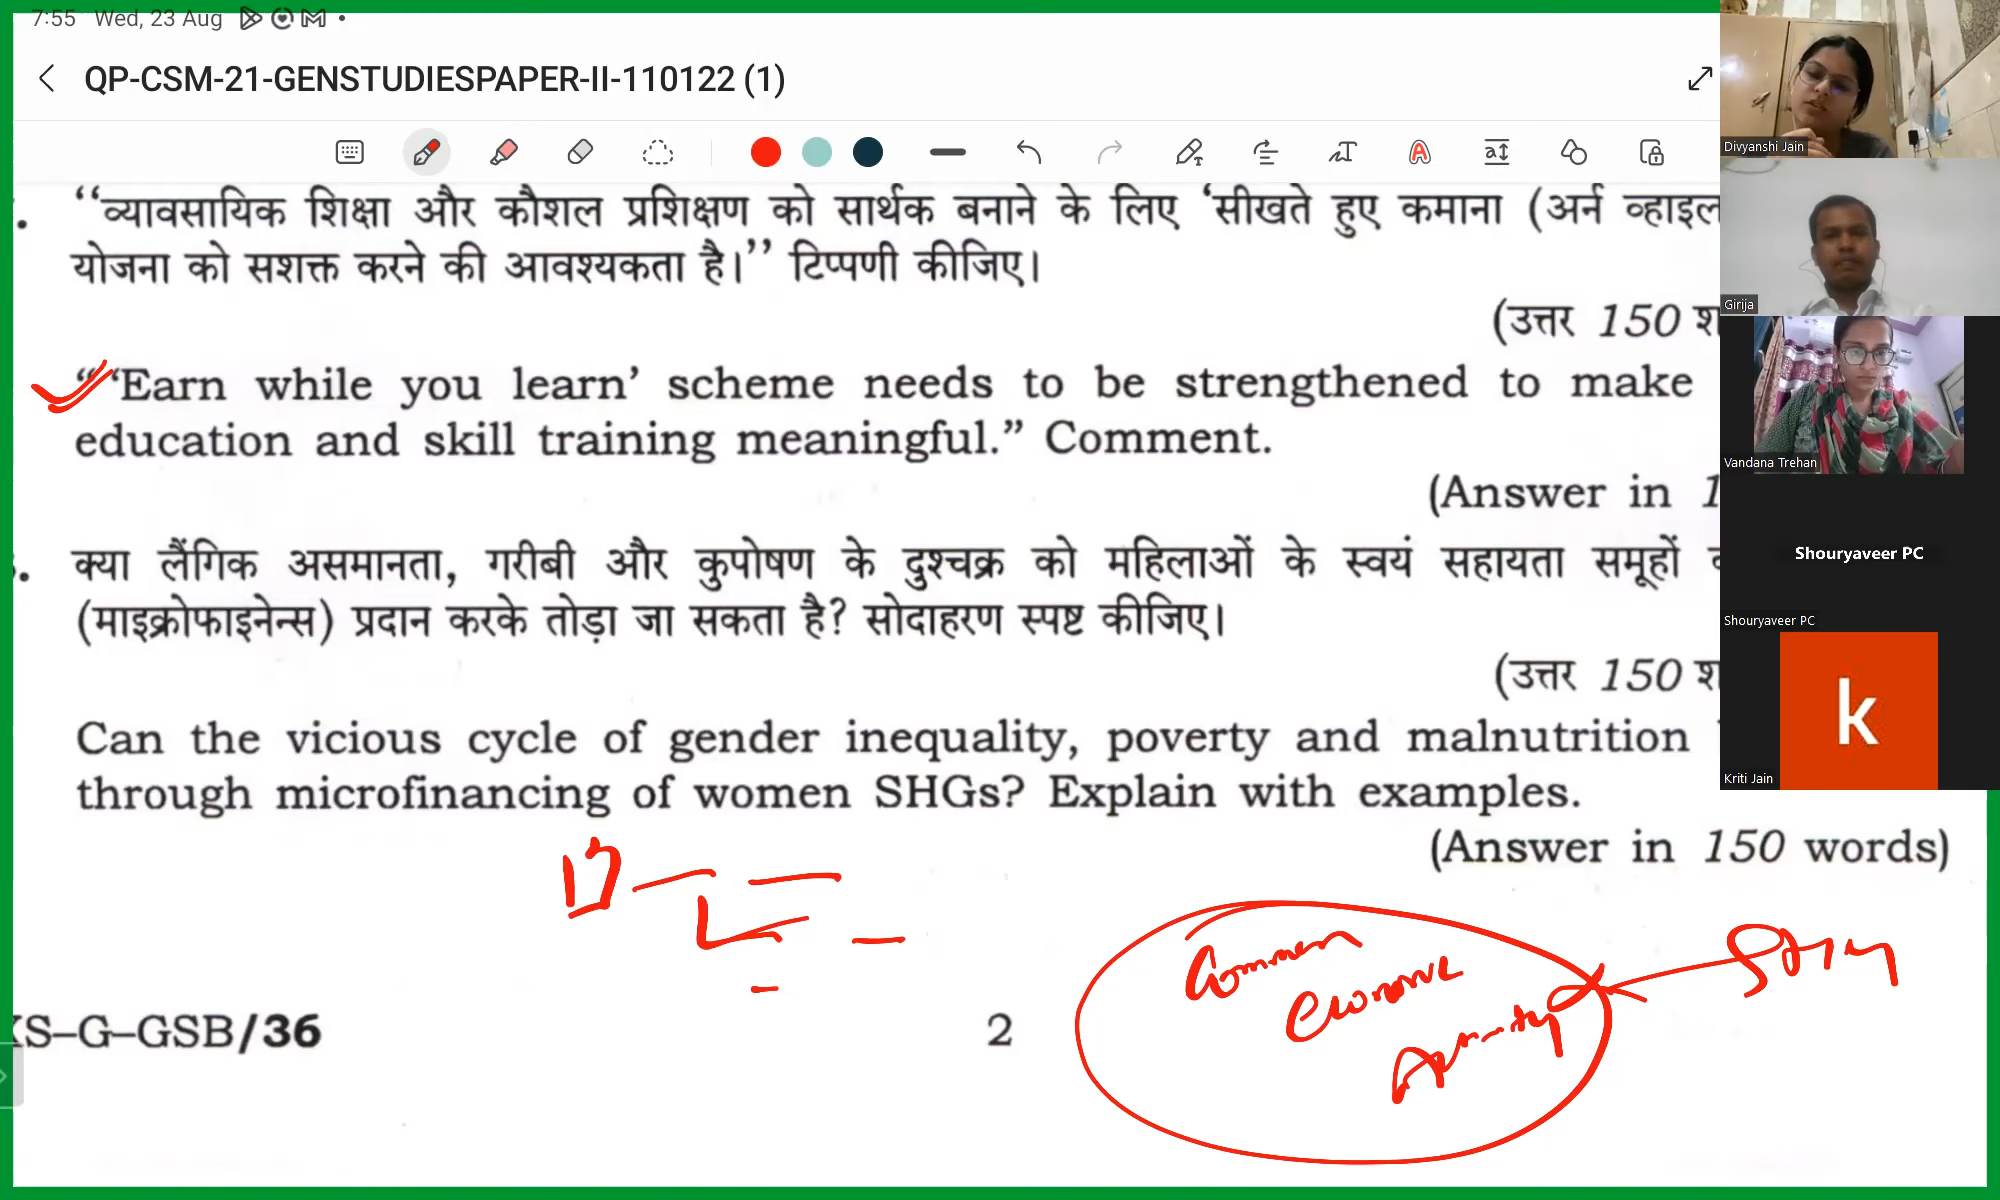 7:55 Wed, 23 Aug
QP-CSM-21-GENSTUDIESPAPER-II-110122 (1)
“व्यावसायिक शिक्षा और कौशल प्रशिक्षण को सार्थक बनाने के लिए ‘सीखते हुए कमाना (अर्न व्हाइल
योजना को सशक्त करने की आवश्यकता है।” टिप्पणी कीजिए।
(उत्तर 150 श
“‘Earn while you learn’ scheme needs to be strengthened to make
education and skill training meaningful.” Comment.
(Answer in 1
क्या लैंगिक असमानता, गरीबी और कुपोषण के दुश्चक्र को महिलाओं के स्वयं सहायता समूहों
(माइक्रोफाइनेन्स) प्रदान करके तोड़ा जा सकता है? सोदाहरण स्पष्ट कीजिए।
(उत्तर 150 श
Can the vicious cycle of gender inequality, poverty and malnutrition
through microfinancing of women SHGs? Explain with examples.
(Answer in 150 words)
Common
Economic
S–G–GSB/36
2
Divyanshi Jain
Girija
Vandana Trehan
Shouryaveer PC
Shouryaveer PC
k
Kriti Jain